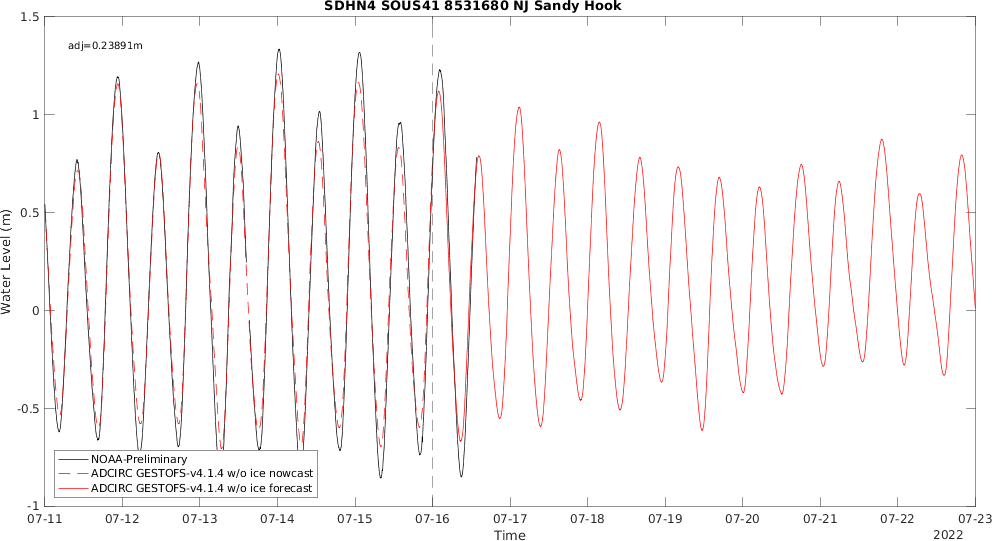 SDHN4 SOUS41 8531680 NJ Sandy Hook
adj=0.23891m
1.5
1
0.5
0
-0.5
-1
Water Level (m)
NOAA-Preliminary
ADCIRC GESTOFS-v4.1.4 w/o ice nowcast
ADCIRC GESTOFS-v4.1.4 w/o ice forecast
07-11 07-12 07-13 07-14 07-15 07-16 07-17 07-18 07-19 07-20 07-21 07-22 07-23
Time
2022